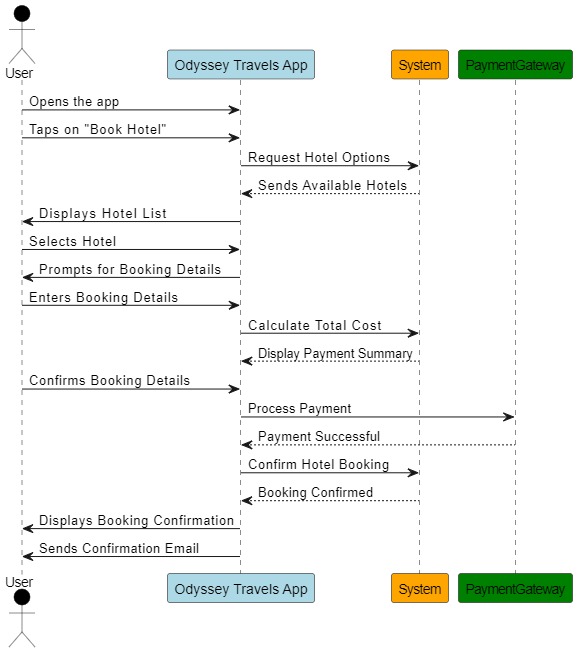 User
Odyssey Travels App
System
PaymentGateway
Opens the app
Taps on "Book Hotel"
Request Hotel Options
Sends Available Hotels
Displays Hotel List
Selects Hotel
Prompts for Booking Details
Enters Booking Details
Calculate Total Cost
Display Payment Summary
Confirms Booking Details
Process Payment
Payment Successful
Confirm Hotel Booking
Booking Confirmed
Displays Booking Confirmation
Sends Confirmation Email
User
Odyssey Travels App
System
PaymentGateway